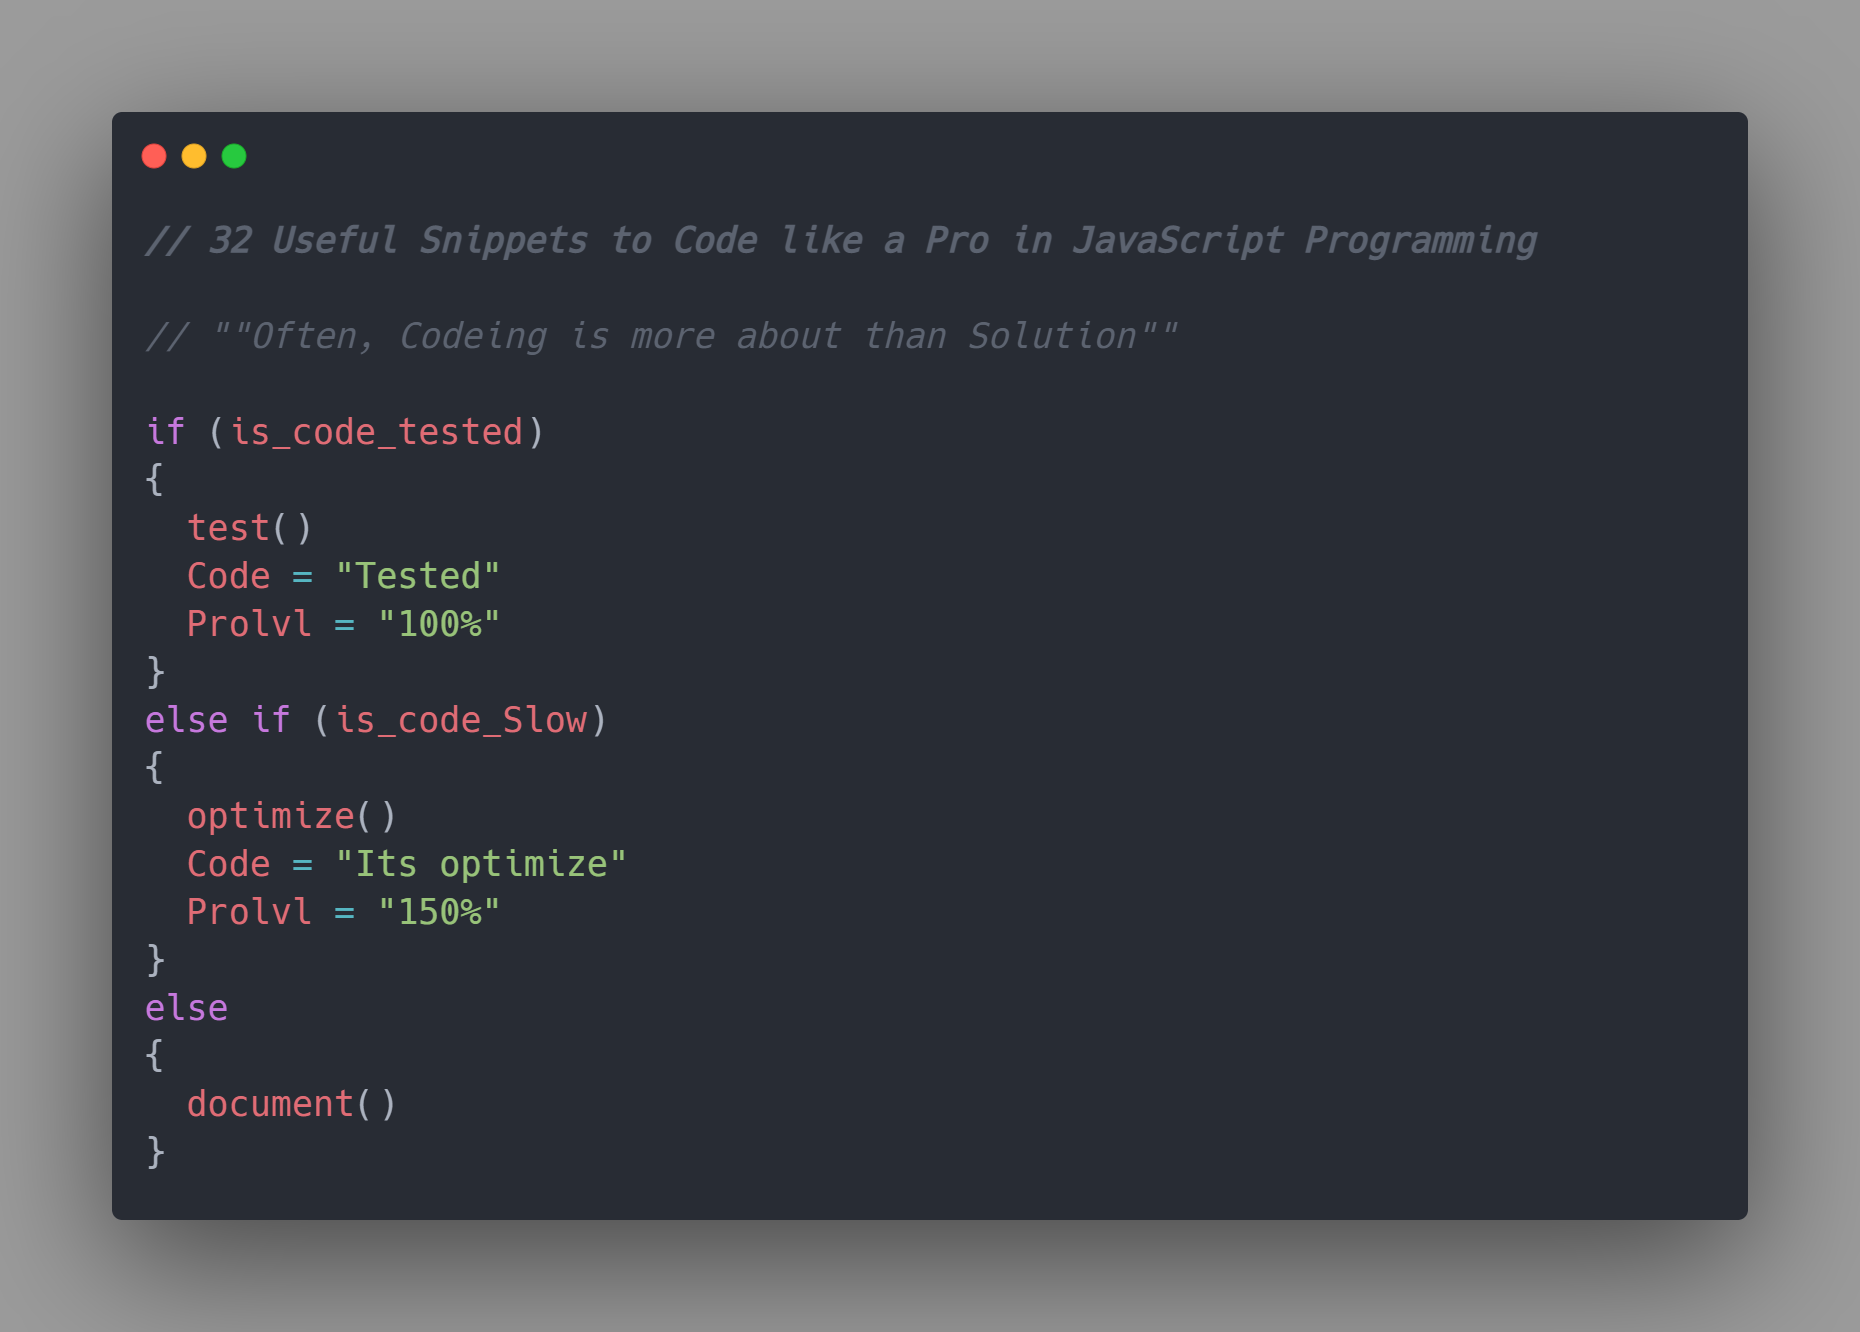 // 32 Useful Snippets to Code like a Pro in JavaScript Programming
// ""Often, Codeing is more about than Solution""
if (is_code_tested)
{
  test()
  Code = "Tested"
  Prolvl = "100%"
}
else if (is_code_Slow)
{
  optimize()
  Code = "Its optimize"
  Prolvl = "150%"
}
else
{
  document()
}